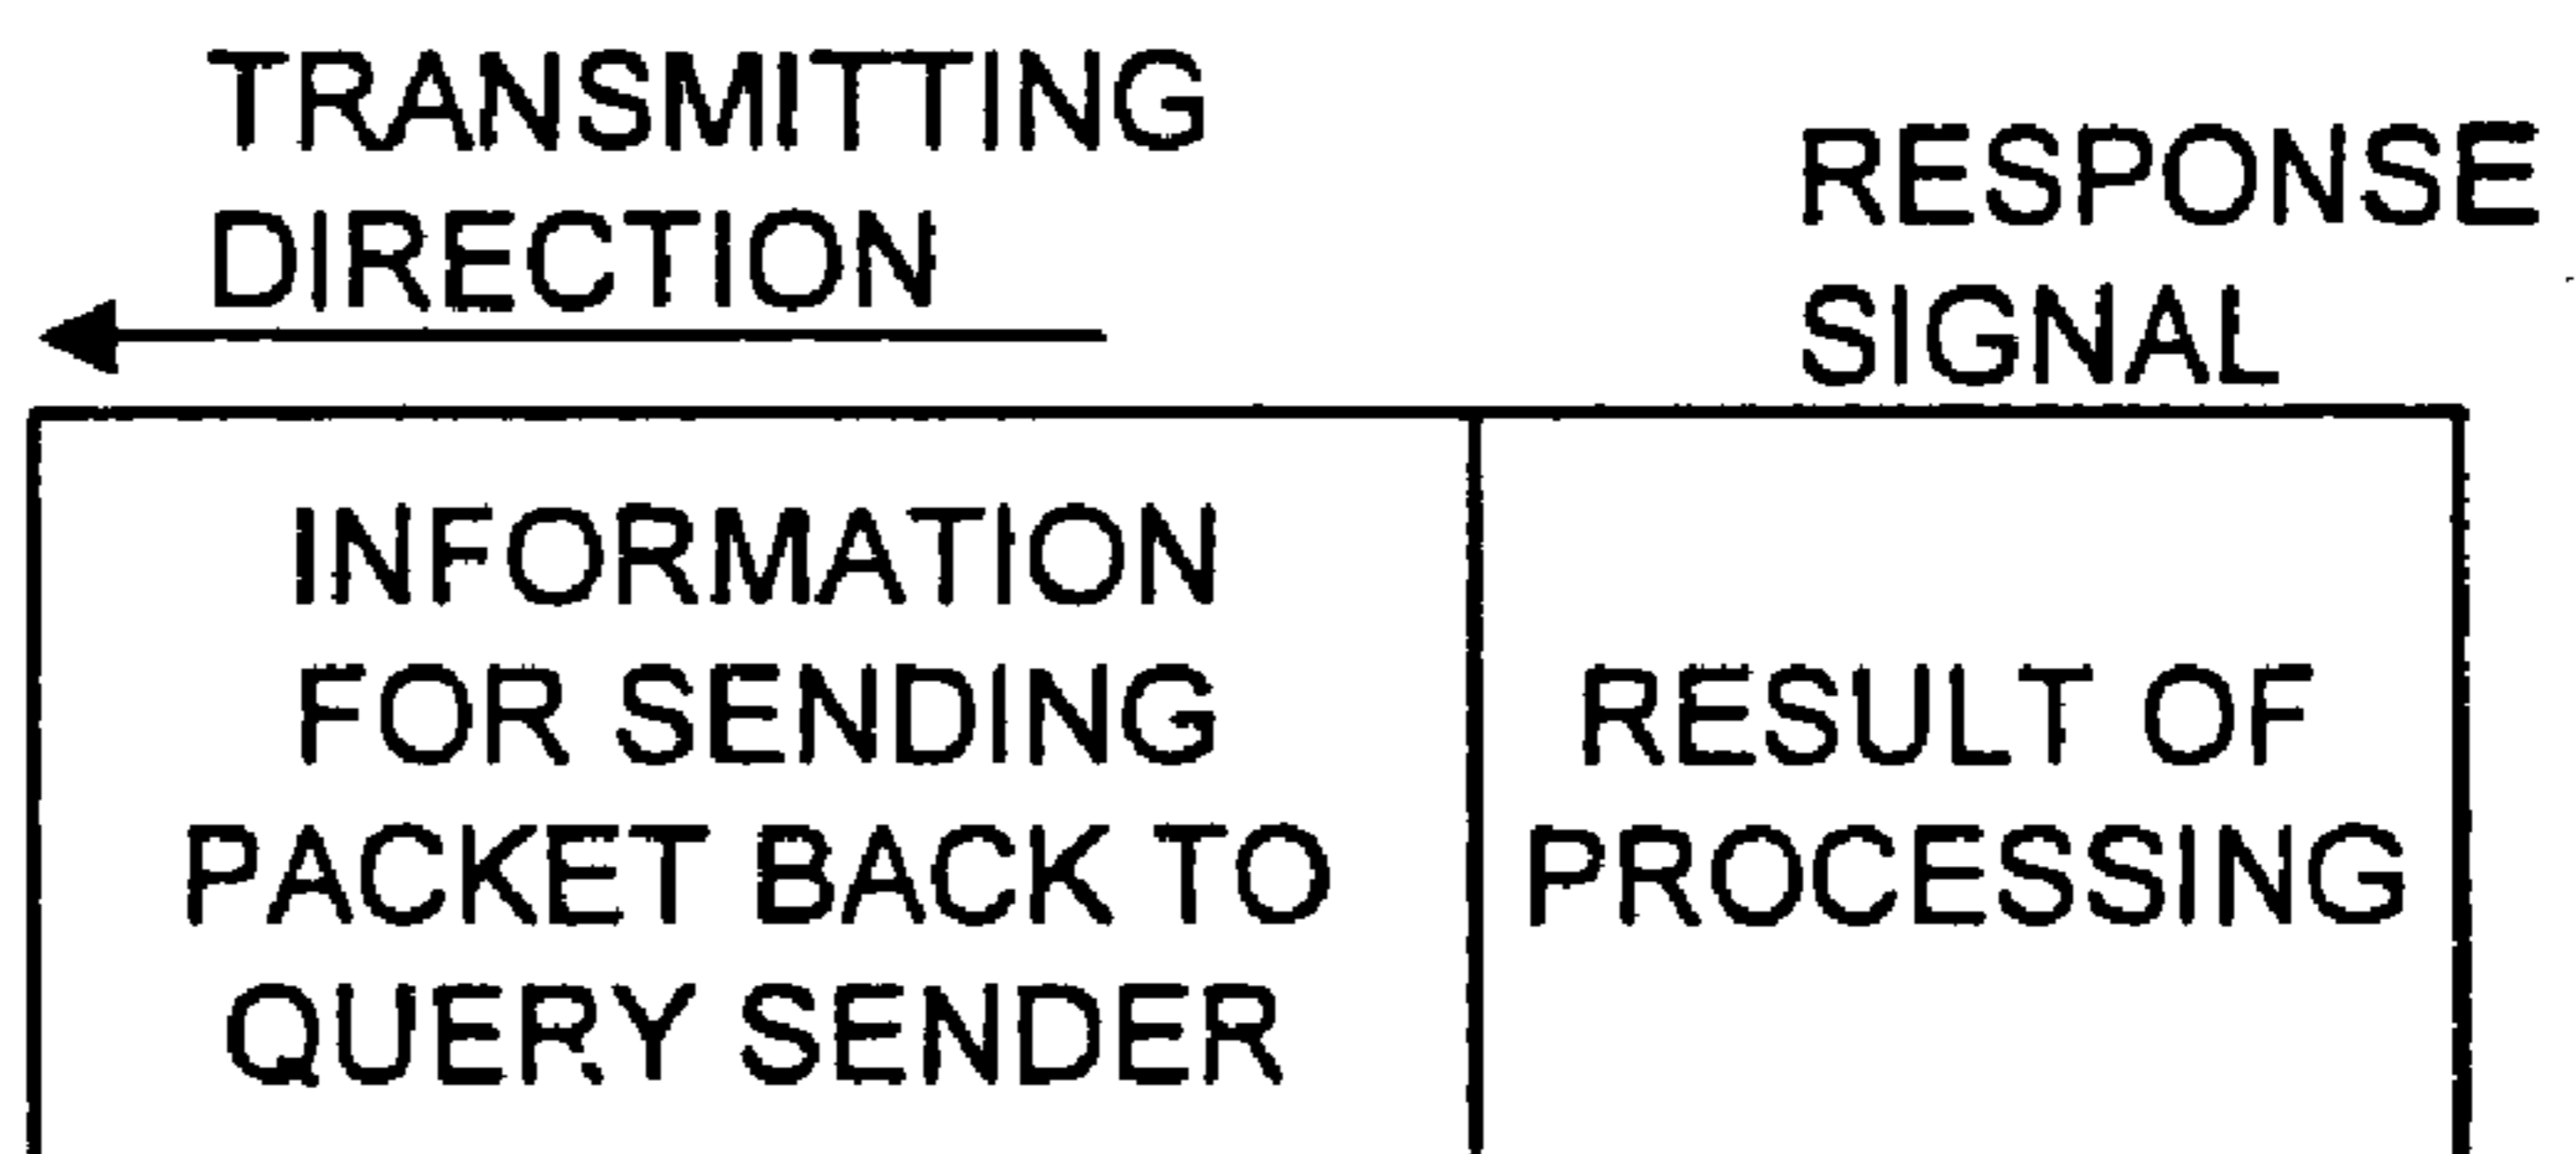 TRANSMITTING
DIRECTION
RESPONSE
SIGNAL
INFORMATION
FOR SENDING
PACKET BACK TO
QUERY SENDER
RESULT OF
PROCESSING